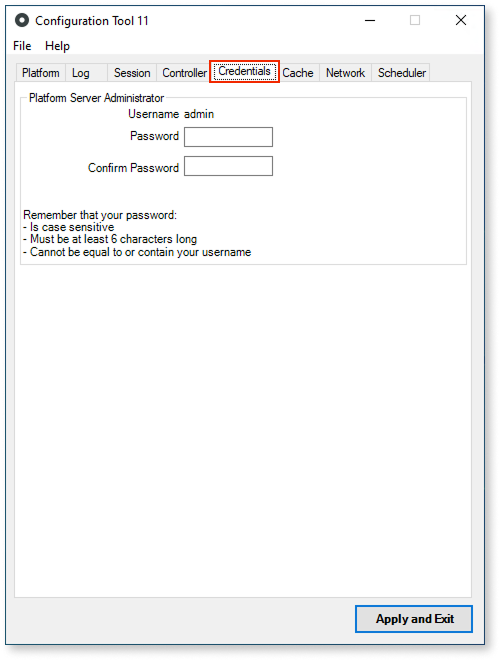 Configuration Tool 11
File Help
Platform Log Session Controller Credentials Cache Network Scheduler
Platform Server Administrator
Username admin
Password
Confirm Password
Remember that your password:
- Is case sensitive
- Must be at least 6 characters long
- Cannot be equal to or contain your username
Apply and Exit